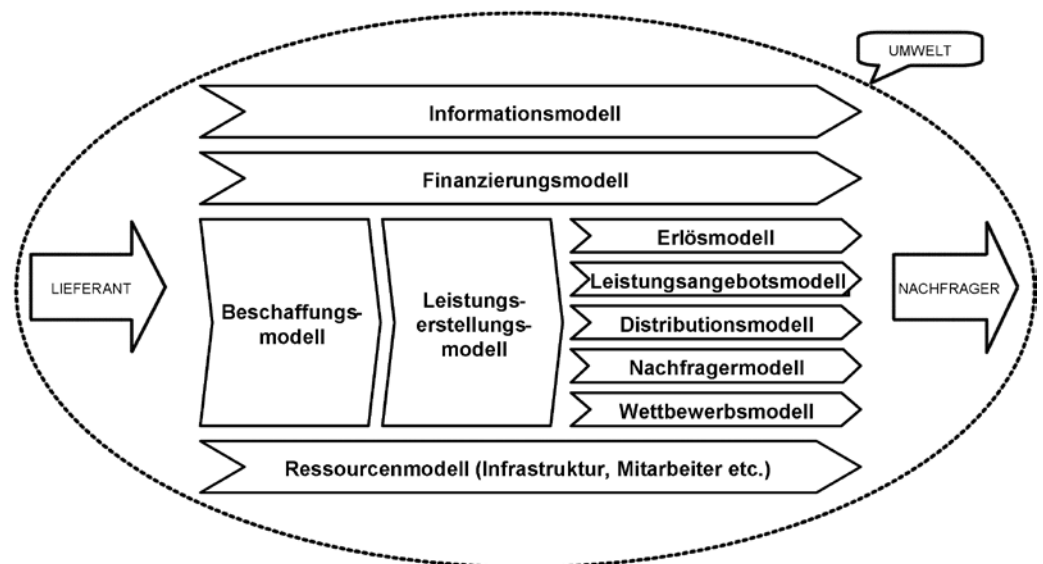 UMWELT
Informationsmodell
Finanzierungsmodell
LIEFERANT
Beschaffungs-
modell
Leistungs-
erstellungs-
modell
Erlösmodell
Leistungsangebotsmodell
Distributionsmodell
Nachfragermodell
Wettbewerbsmodell
NACHFRAGER
Ressourcenmodell (Infrastruktur, Mitarbeiter etc.)